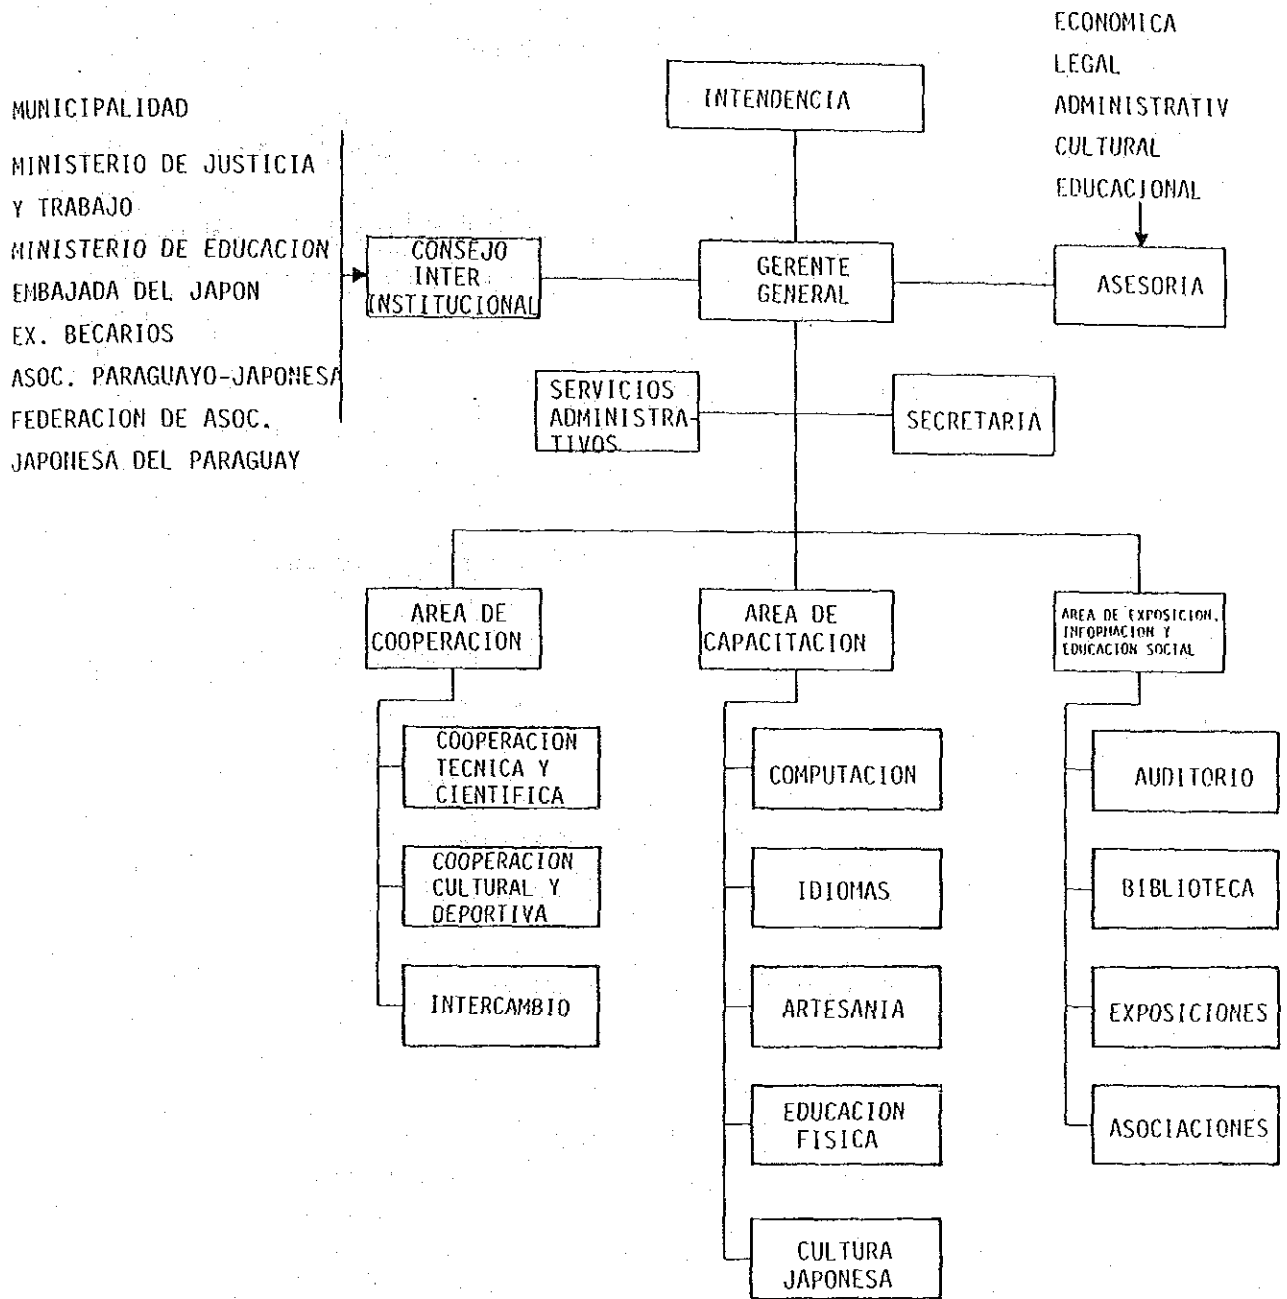 ECONOMICA
LEGAL
ADMINISTRATIV
CULTURAL
EDUCACIONAL
INTENDENCIA
MUNICIPALIDAD
MINISTERIO DE JUSTICIA
Y TRABAJO
MINISTERIO DE EDUCACION
EMBAJADA DEL JAPON
EX. BECARIOS
ASOC. PARAGUAYO-JAPONESA
FEDERACION DE ASOC.
JAPONESA DEL PARAGUAY
CONSEJO
INTER
INSTITUCIONAL
GERENTE
GENERAL
ASESORIA
SERVICIOS
ADMINISTRA-
TIVOS
SECRETARIA
AREA DE
COOPERACION
AREA DE
CAPACITACION
AREA DE EXPOSICION,
INFORMACION Y
EDUCACION SOCIAL
COOPERACION
TECNICA Y
CIENTIFICA
COOPERACION
CULTURAL Y
DEPORTIVA
INTERCAMBIO
COMPUTACION
IDIOMAS
ARTESANIA
EDUCACION
FISICA
CULTURA
JAPONESA
AUDITORIO
BIBLIOTECA
EXPOSICIONES
ASOCIACIONES